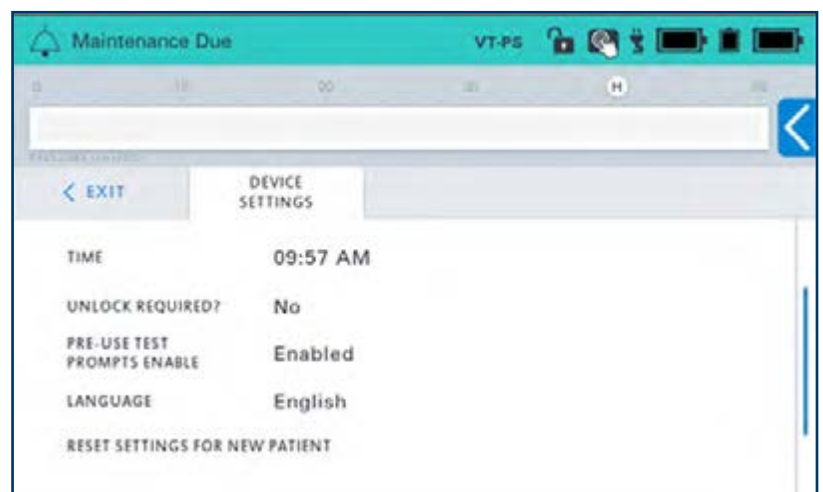 Maintenance Due VT-PS
H
< EXIT
DEVICE
SETTINGS
TIME 09:57 AM
UNLOCK REQUIRED? No
PRE-USE TEST
PROMPTS ENABLE Enabled
LANGUAGE English
RESET SETTINGS FOR NEW PATIENT